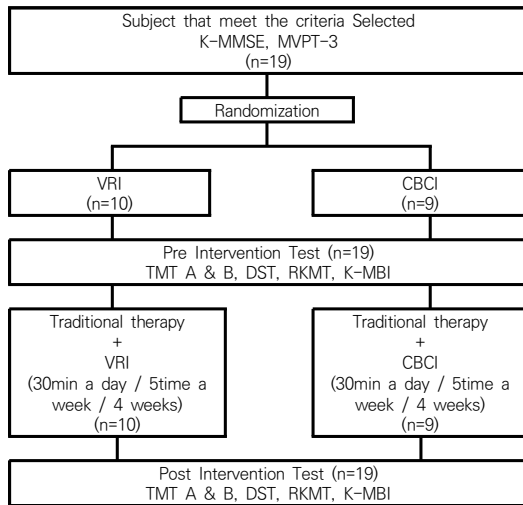 Subject that meet the criteria Selected
K-MMSE, MVPT-3
(n=19)
Randomization
VRI
(n=10)
CBCI
(n=9)
Pre Intervention Test (n=19)
TMT A & B, DST, RKMT, K-MBI
Traditional therapy
+
VRI
(30min a day / 5time a
week / 4 weeks)
(n=10)
Traditional therapy
+
CBCI
(30min a day / 5time a
week / 4 weeks)
(n=9)
Post Intervention Test (n=19)
TMT A & B, DST, RKMT, K-MBI